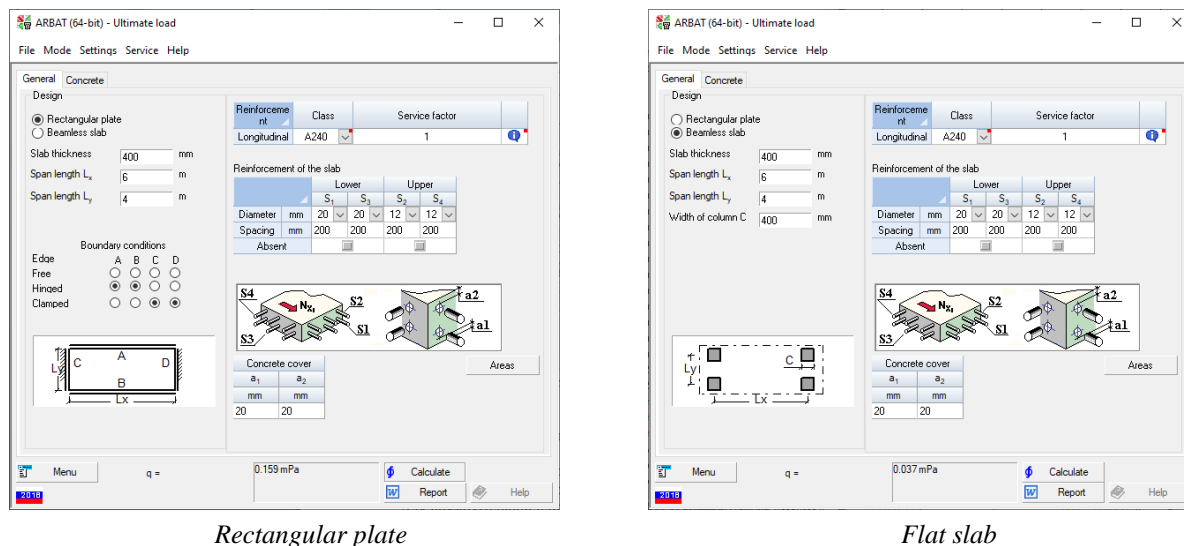 ARBAT (64-bit) - Ultimate load
File Mode Settings Service Help
General Concrete
Design
Rectangular plate
Beamless slab
Slab thickness 400 mm
Span length Lx 6 m
Span length Ly 4 m
Boundary conditions
Edge A B C D
Free
Hinged
Clamped
A
Ly C D
B
Lx
Reinforceme
nt Class Service factor
Longitudinal A240 1
Reinforcement of the slab
Lower Upper
S1 S3 S2 S4
Diameter mm 20 20 12 12
Spacing mm 200 200 200 200
Absent
S4 Nx1 S2 a2
S3 S1 a1
Concrete cover Areas
a1 a2
mm mm
20 20
Menu q = 0.159 mPa Calculate
2018 Report Help
Rectangular plate
ARBAT (64-bit) - Ultimate load
File Mode Settings Service Help
General Concrete
Design
Rectangular plate
Beamless slab
Slab thickness 400 mm
Span length Lx 6 m
Span length Ly 4 m
Width of column C 400 mm
Ly C
Lx
Reinforceme
nt Class Service factor
Longitudinal A240 1
Reinforcement of the slab
Lower Upper
S1 S3 S2 S4
Diameter mm 20 20 12 12
Spacing mm 200 200 200 200
Absent
S4 Nx1 S2 a2
S3 S1 a1
Concrete cover Areas
a1 a2
mm mm
20 20
Menu q = 0.037 mPa Calculate
2018 Report Help
Flat slab